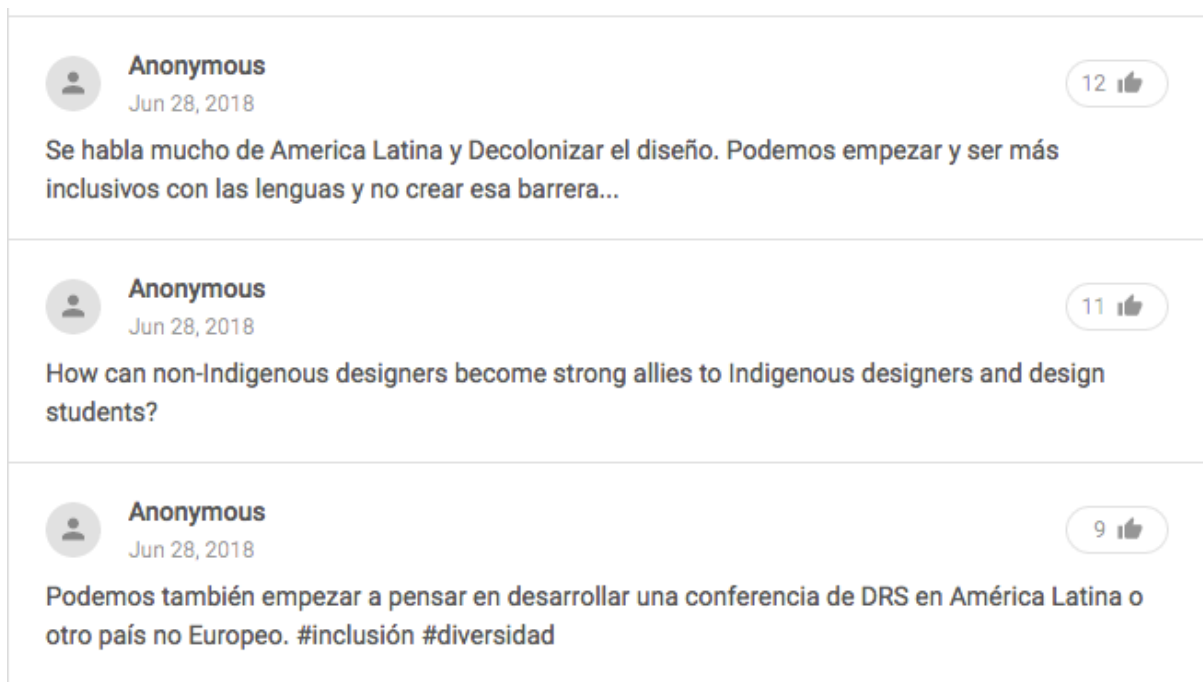 Anonymous
12
Jun 28, 2018
Se habla mucho de America Latina y Decolonizar el diseño. Podemos empezar y ser más
inclusivos con las lenguas y no crear esa barrera...
Anonymous
11
Jun 28, 2018
How can non-Indigenous designers become strong allies to Indigenous designers and design
students?
Anonymous
9
Jun 28, 2018
Podemos también empezar a pensar en desarrollar una conferencia de DRS en América Latina o
otro país no Europeo. #inclusión #diversidad